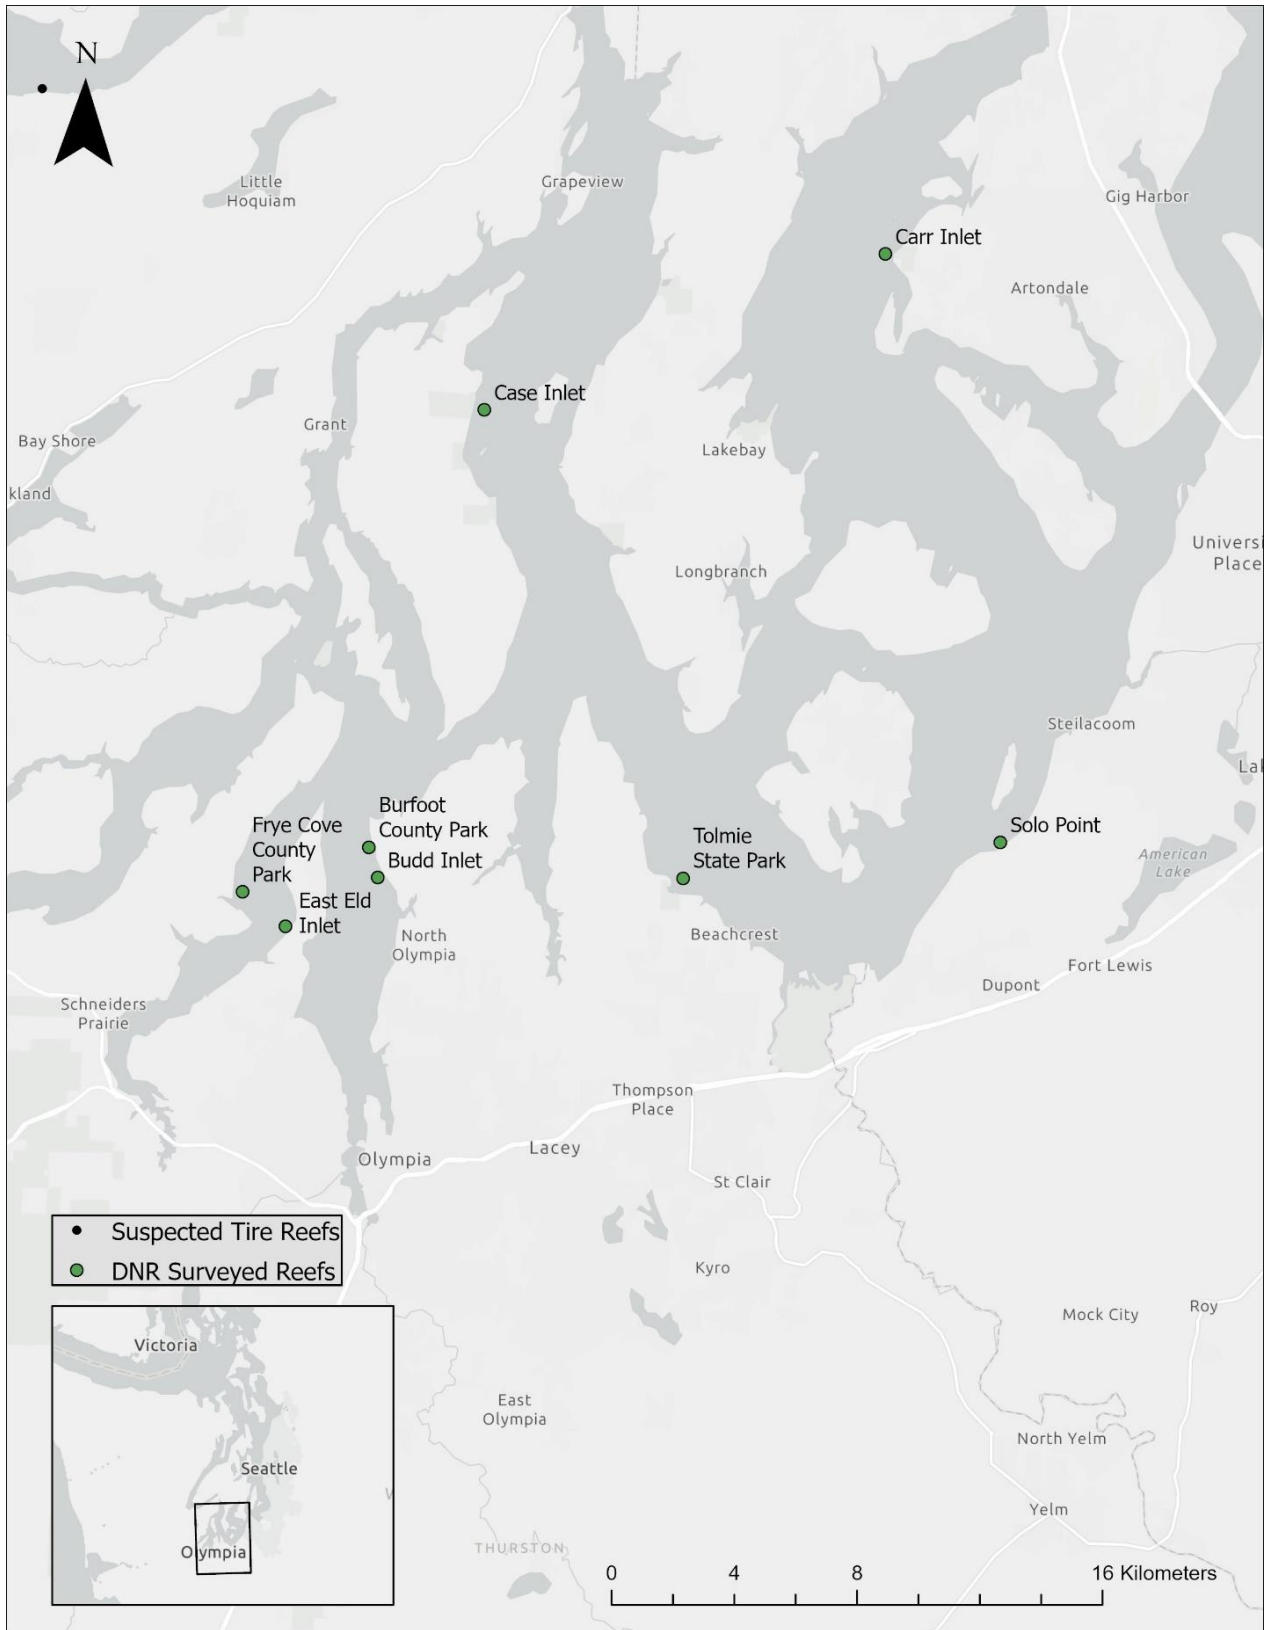 N
Little
Hoquiam
Grapeview
Gig Harbor
Carr Inlet
Artondale
Case Inlet
Grant
Bay Shore
Lakebay
kland
Universi
Place
Longbranch
Steilacoom
Lak
Burfoot
County Park
Frye Cove
County
Park
Budd Inlet
Tolmie
State Park
Solo Point
American
Lake
East Eld
Inlet
North
Olympia
Beachcrest
Fort Lewis
Dupont
Schneiders
Prairie
Thompson
Place
Olympia
Lacey
St Clair
Suspected Tire Reefs
DNR Surveyed Reefs
Kyro
Mock City
Roy
Victoria
Seattle
Olympia
East
Olympia
North Yelm
Yelm
THURSTON
0 4 8 16 Kilometers